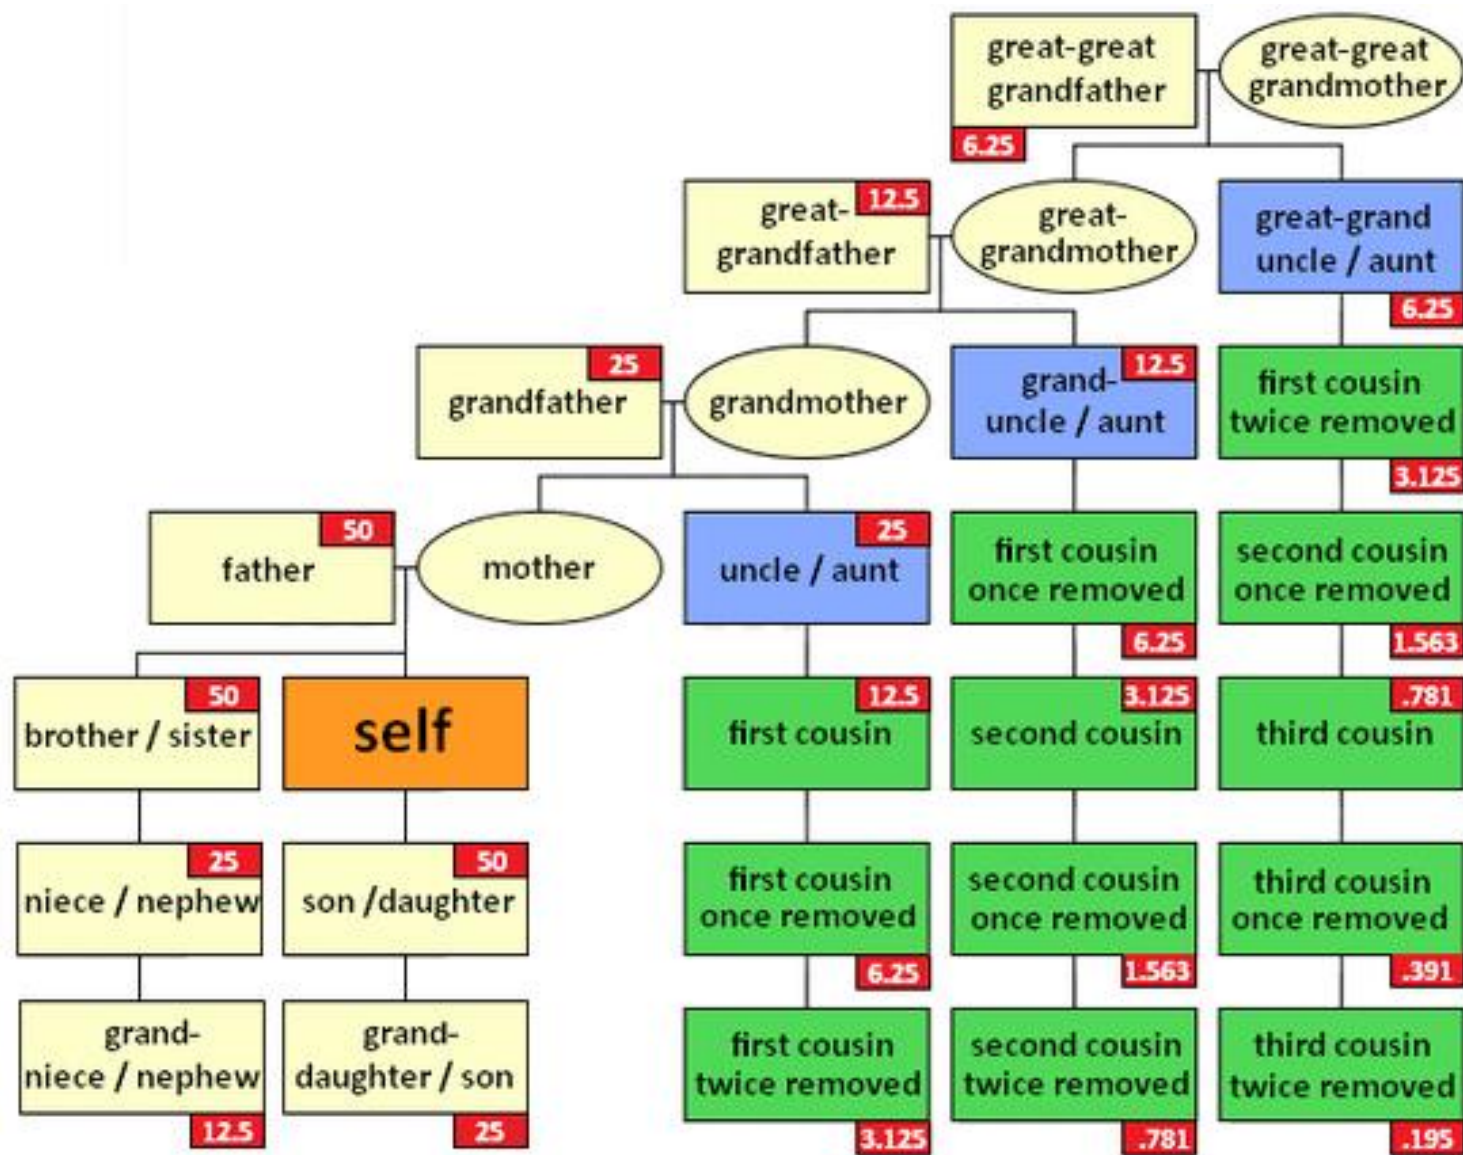 great-great
grandfather
6.25
great-great
grandmother
great-
grandfather
12.5
great-
grandmother
great-grand
uncle / aunt
6.25
grandfather
25
grandmother
grand-
uncle / aunt
12.5
first cousin
twice removed
3.125
father
50
mother
uncle / aunt
25
first cousin
once removed
6.25
second cousin
once removed
1.563
brother / sister
50
self
first cousin
12.5
second cousin
3.125
third cousin
.781
niece / nephew
25
son /daughter
50
first cousin
once removed
6.25
second cousin
once removed
1.563
third cousin
once removed
.391
grand-
niece / nephew
12.5
grand-
daughter / son
25
first cousin
twice removed
3.125
second cousin
twice removed
.781
third cousin
twice removed
.195